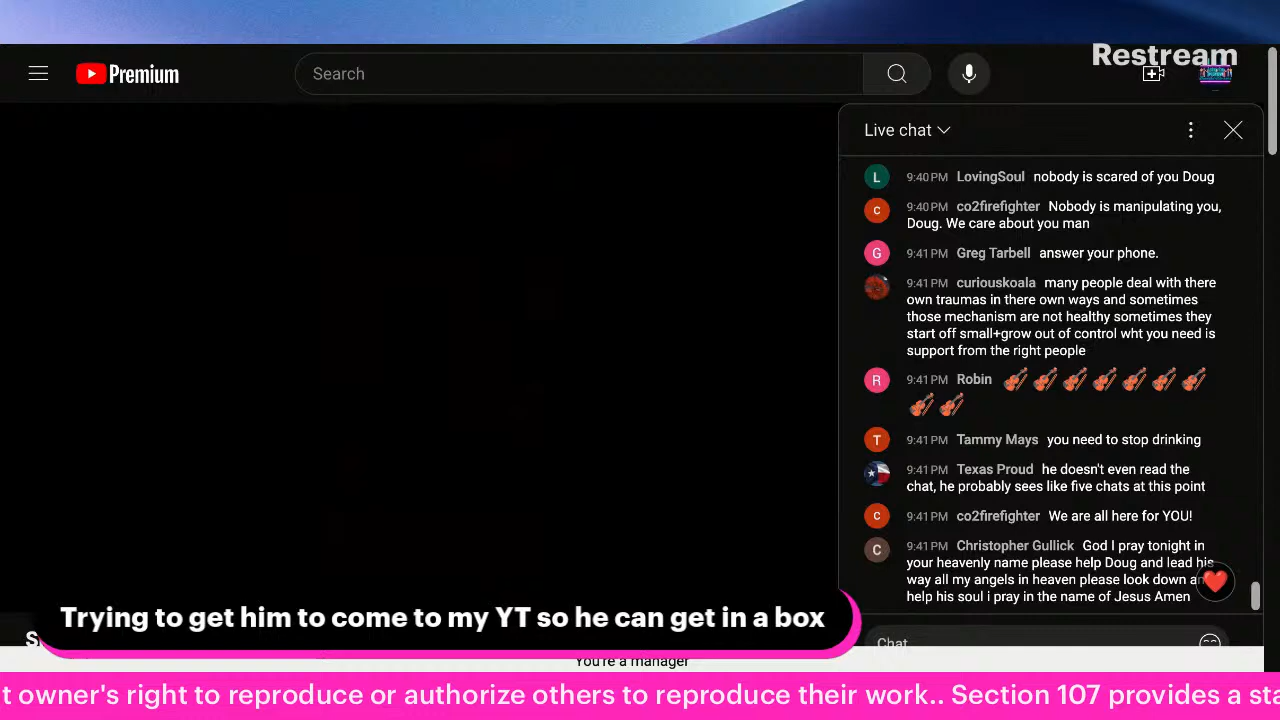 Restream
Premium
Search
Live chat
L 9:40 PM LovingSoul nobody is scared of you Doug
C 9:40 PM co2firefighter Nobody is manipulating you,
Doug. We care about you man
G 9:41 PM Greg Tarbell answer your phone.
9:41 PM curiouskoala many people deal with there
own traumas in there own ways and sometimes
those mechanism are not healthy sometimes they
start off small+grow out of control wht you need is
support from the right people
R 9:41 PM Robin
T 9:41 PM Tammy Mays you need to stop drinking
9:41 PM Texas Proud he doesn't even read the
chat, he probably sees like five chats at this point
C 9:41 PM co2firefighter We are all here for YOU!
C 9:41 PM Christopher Gullick God I pray tonight in
your heavenly name please help Doug and lead his
way all my angels in heaven please look down
help his soul i pray in the name of Jesus Amen
Trying to get him to come to my YT so he can get in a box
Chat
You're a manager
t owner's right to reproduce or authorize others to reproduce their work.. Section 107 provides a sta